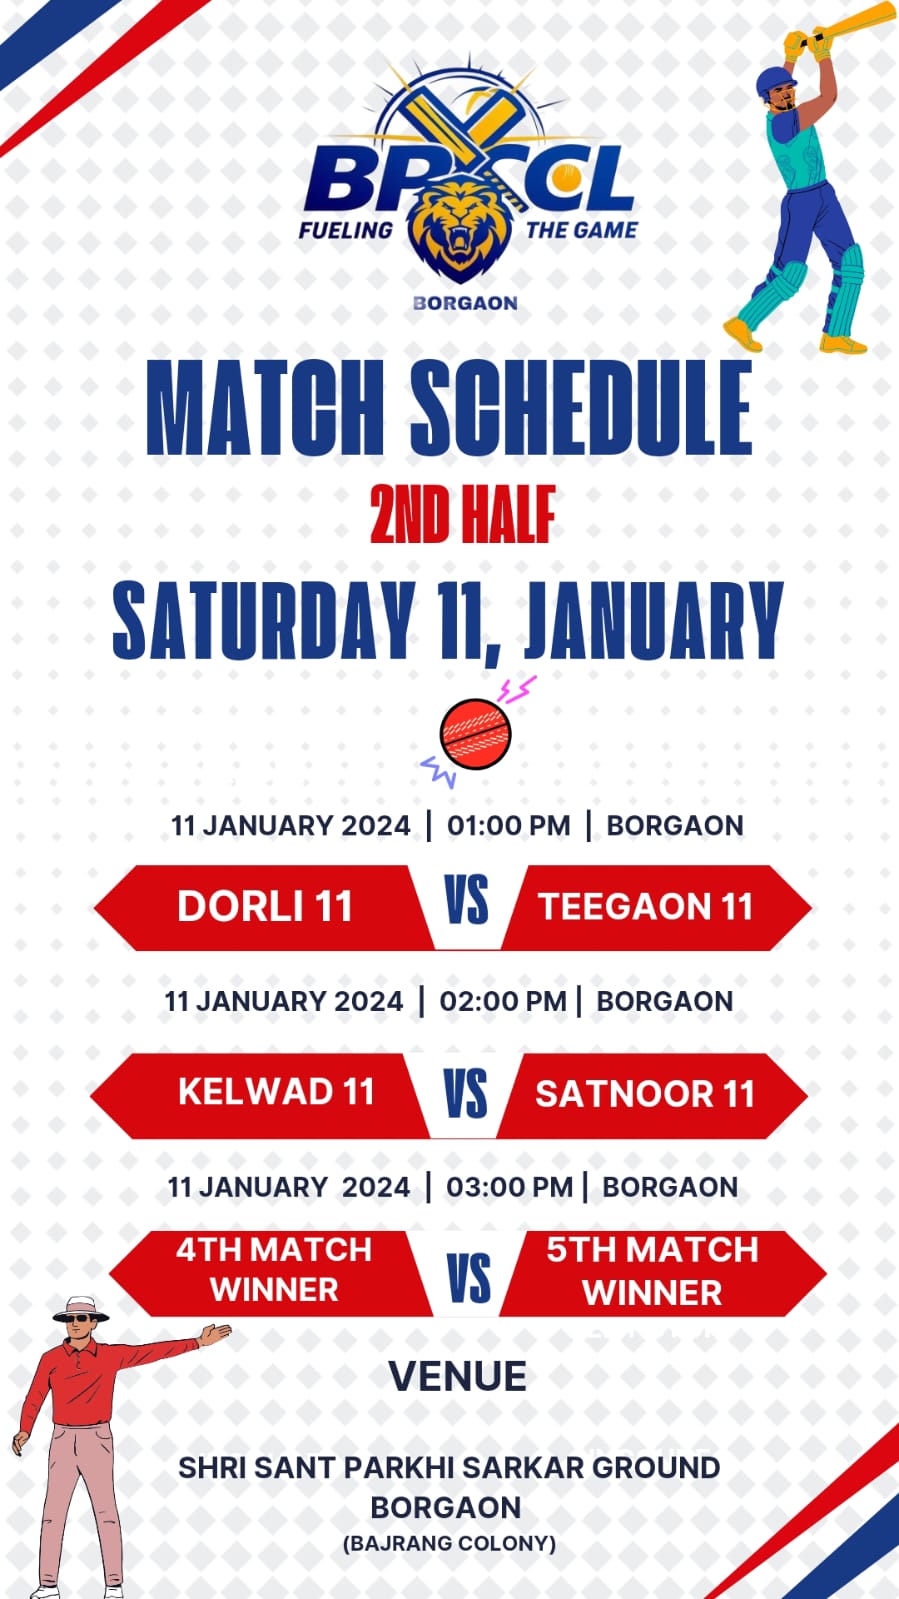 BPSCL
FUELING THE GAME
BORGAON
MATCH SCHEDULE
2ND HALF
SATURDAY 11, JANUARY
11 JANUARY 2024 | 01:00 PM | BORGAON
DORLI 11 VS TEEGAON 11
11 JANUARY 2024 | 02:00 PM | BORGAON
KELWAD 11 VS SATNOOR 11
11 JANUARY 2024 | 03:00 PM | BORGAON
4TH MATCH
WINNER
VS
5TH MATCH
WINNER
VENUE
SHRI SANT PARKHI SARKAR GROUND
BORGAON
(BAJRANG COLONY)